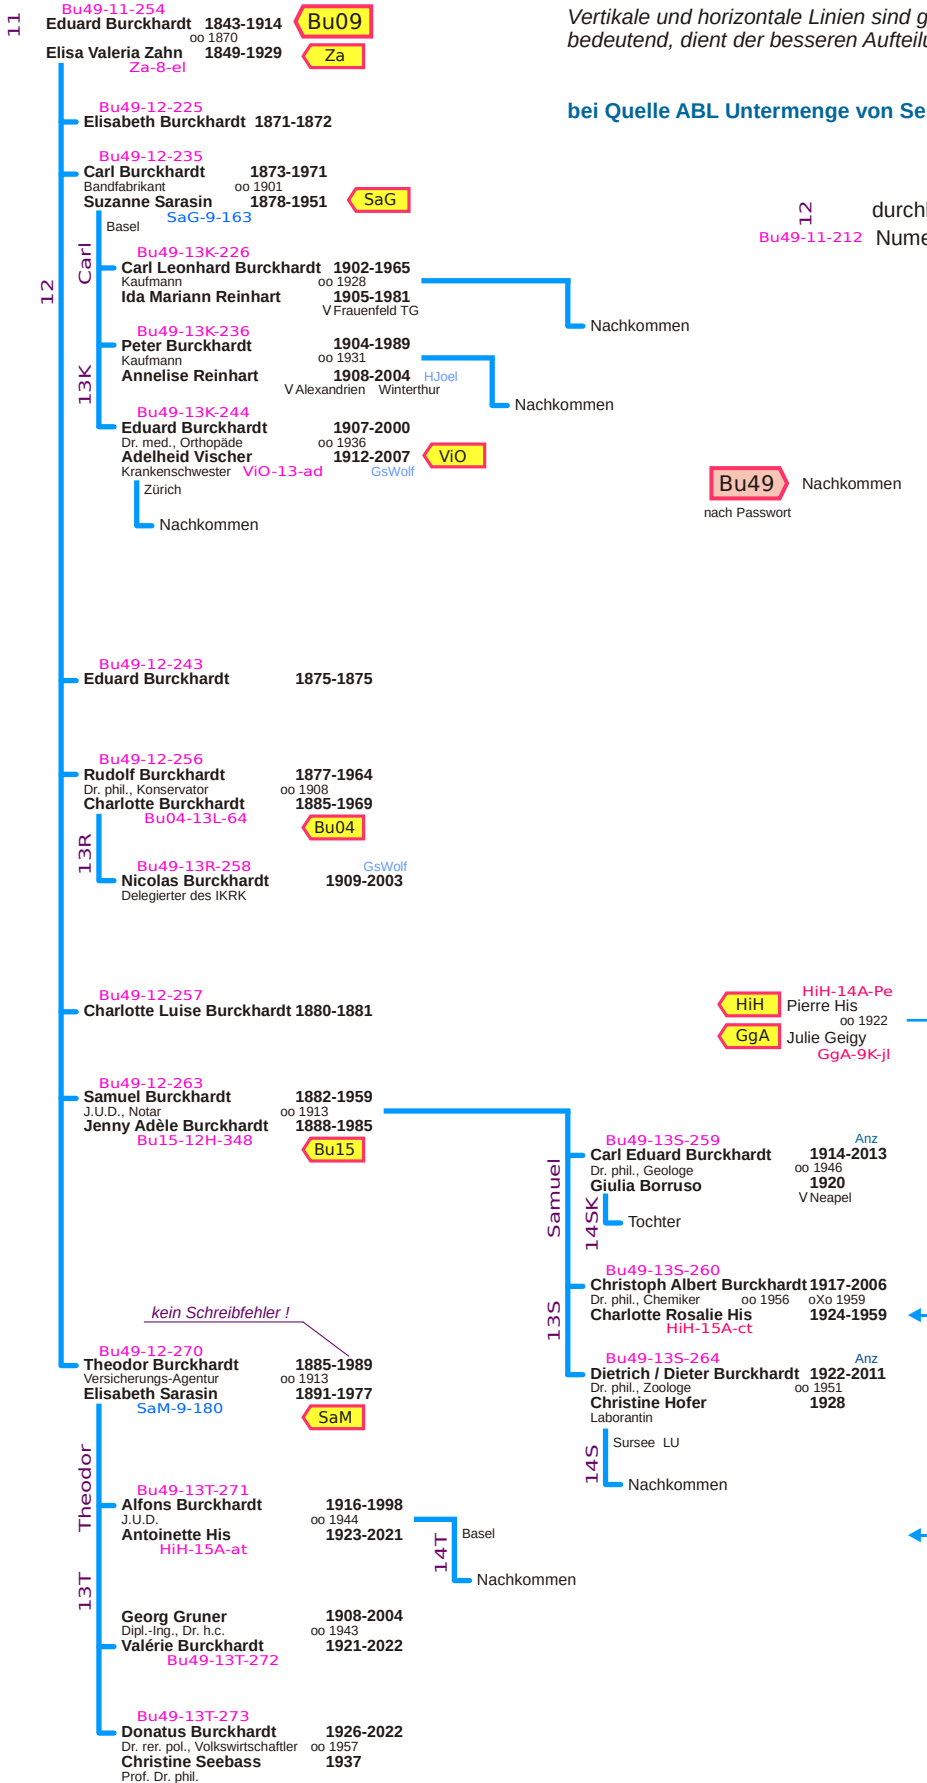 11
Bu49-11-254
Eduard Burckhardt 1843-1914 Bu09
oo 1870
Elisa Valeria Zahn 1849-1929 Za
Za-8-el
Vertikale und horizontale Linien sind g
bedeutend, dient der besseren Aufteilu
bei Quelle ABL Untermenge von Se
12 durchl
Bu49-11-212 Nume
12
Bu49-12-225
Elisabeth Burckhardt 1871-1872
Bu49-12-235
Carl Burckhardt 1873-1971
Bandfabrikant oo 1901
Suzanne Sarasin 1878-1951 SaG
SaG-9-163
Basel
Carl
13K
Bu49-13K-226
Carl Leonhard Burckhardt 1902-1965
Kaufmann oo 1928
Ida Mariann Reinhart 1905-1981
V Frauenfeld TG
Nachkommen
Bu49-13K-236
Peter Burckhardt 1904-1989
Kaufmann oo 1931
Annelise Reinhart 1908-2004 HJoel
V Alexandrien Winterthur
Nachkommen
Bu49-13K-244
Eduard Burckhardt 1907-2000
Dr. med., Orthopäde oo 1936
Adelheid Vischer 1912-2007 ViO
Krankenschwester ViO-13-ad GsWolf
Zürich
Nachkommen
Bu49 Nachkommen
nach Passwort
Bu49-12-243
Eduard Burckhardt 1875-1875
Bu49-12-256
Rudolf Burckhardt 1877-1964
Dr. phil., Konservator oo 1908
Charlotte Burckhardt 1885-1969
Bu04-13L-64
Bu04
13R
Bu49-13R-258 GsWolf
Nicolas Burckhardt 1909-2003
Delegierter des IKRK
Bu49-12-257
Charlotte Luise Burckhardt 1880-1881
HiH-14A-Pe
HiH Pierre His
oo 1922
GgA Julie Geigy
GgA-9K-jl
Bu49-12-263
Samuel Burckhardt 1882-1959
J.U.D., Notar oo 1913
Jenny Adèle Burckhardt 1888-1985
Bu15-12H-348
Bu15
Samuel
13S
Bu49-13S-259 Anz
Carl Eduard Burckhardt 1914-2013
Dr. phil., Geologe oo 1946
Giulia Borruso 1920
V Neapel
14SK
Tochter
Bu49-13S-260
Christoph Albert Burckhardt 1917-2006
Dr. phil., Chemiker oo 1956 oXo 1959
Charlotte Rosalie His 1924-1959
HiH-15A-ct
Bu49-13S-264 Anz
Dietrich / Dieter Burckhardt 1922-2011
Dr. phil., Zoologe oo 1951
Christine Hofer 1928
Laborantin
14S
Sursee LU
Nachkommen
kein Schreibfehler !
Bu49-12-270
Theodor Burckhardt 1885-1989
Versicherungs-Agentur oo 1913
Elisabeth Sarasin 1891-1977
SaM-9-180
SaM
Theodor
13T
Bu49-13T-271
Alfons Burckhardt 1916-1998
J.U.D. oo 1944
Antoinette His 1923-2021
HiH-15A-at
14T
Basel
Nachkommen
Georg Gruner 1908-2004
Dipl.-Ing., Dr. h.c. oo 1943
Valérie Burckhardt 1921-2022
Bu49-13T-272
Bu49-13T-273
Donatus Burckhardt 1926-2022
Dr. rer. pol., Volkswirtschaftler oo 1957
Christine Seebass 1937
Prof. Dr. phil.